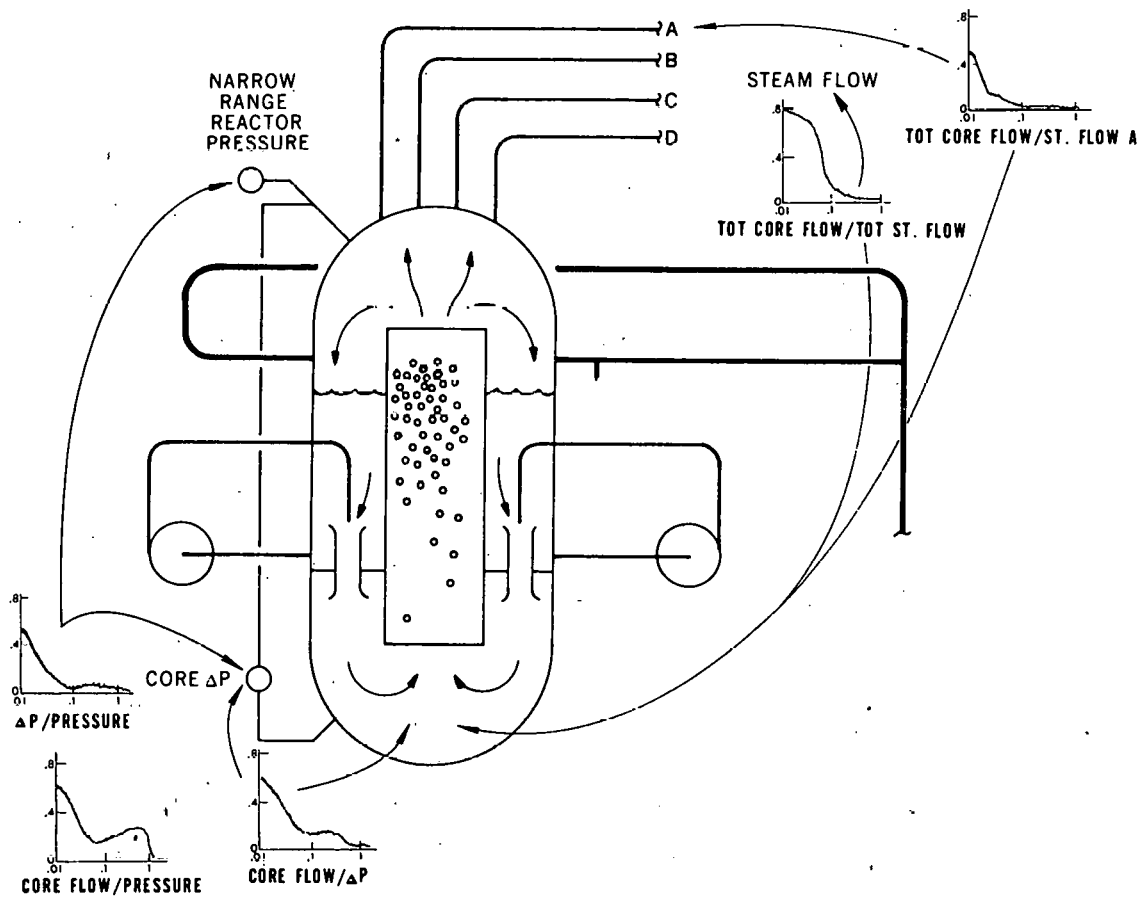 A
B
C
D
NARROW
RANGE
REACTOR
PRESSURE
STEAM FLOW
.8
.4
0
.01
.1
1
TOT CORE FLOW/ST. FLOW A
.8
.4
0
.01
.1
1
TOT CORE FLOW/TOT ST. FLOW
.8
.4
0
.01
.1
1
ΔP/PRESSURE
CORE ΔP
.8
.4
0
.01
.1
1
CORE FLOW/PRESSURE
.8
.4
0
.01
.1
1
CORE FLOW/ΔP